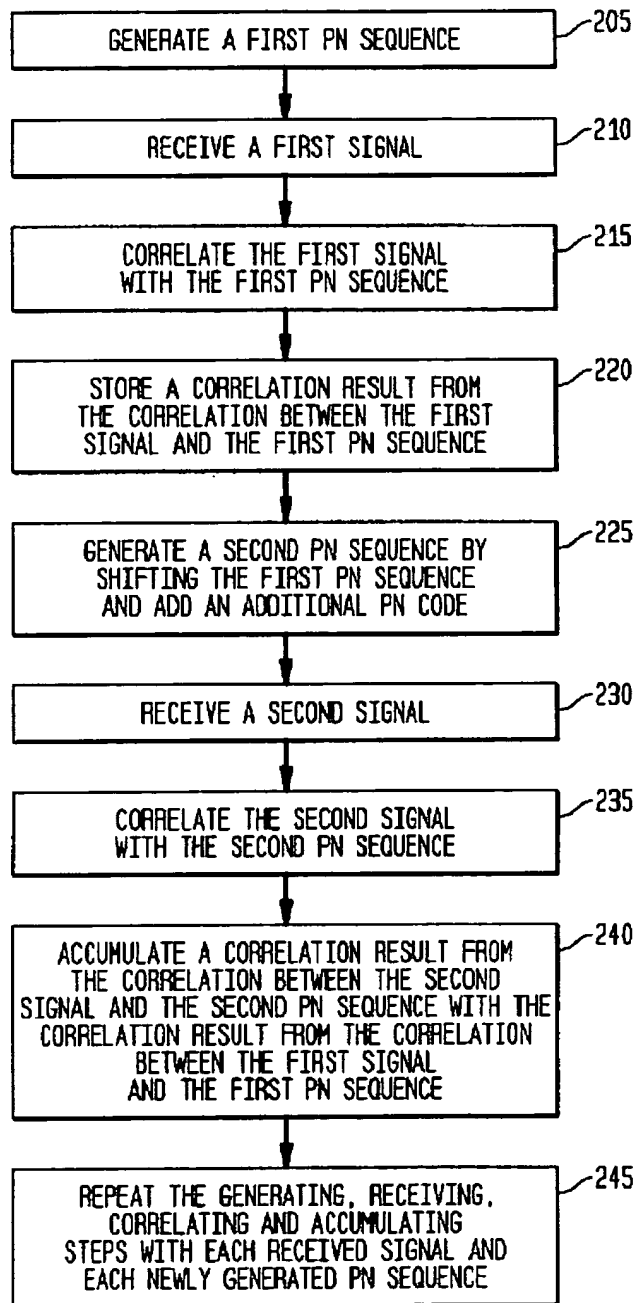 GENERATE A FIRST PN SEQUENCE
205
RECEIVE A FIRST SIGNAL
210
CORRELATE THE FIRST SIGNAL
WITH THE FIRST PN SEQUENCE
215
STORE A CORRELATION RESULT FROM
THE CORRELATION BETWEEN THE FIRST
SIGNAL AND THE FIRST PN SEQUENCE
220
GENERATE A SECOND PN SEQUENCE BY
SHIFTING THE FIRST PN SEQUENCE
AND ADD AN ADDITIONAL PN CODE
225
RECEIVE A SECOND SIGNAL
230
CORRELATE THE SECOND SIGNAL
WITH THE SECOND PN SEQUENCE
235
ACCUMULATE A CORRELATION RESULT FROM
THE CORRELATION BETWEEN THE SECOND
SIGNAL AND THE SECOND PN SEQUENCE WITH THE
CORRELATION RESULT FROM THE CORRELATION
BETWEEN THE FIRST SIGNAL
AND THE FIRST PN SEQUENCE
240
REPEAT THE GENERATING, RECEIVING,
CORRELATING AND ACCUMULATING
STEPS WITH EACH RECEIVED SIGNAL AND
EACH NEWLY GENERATED PN SEQUENCE
245